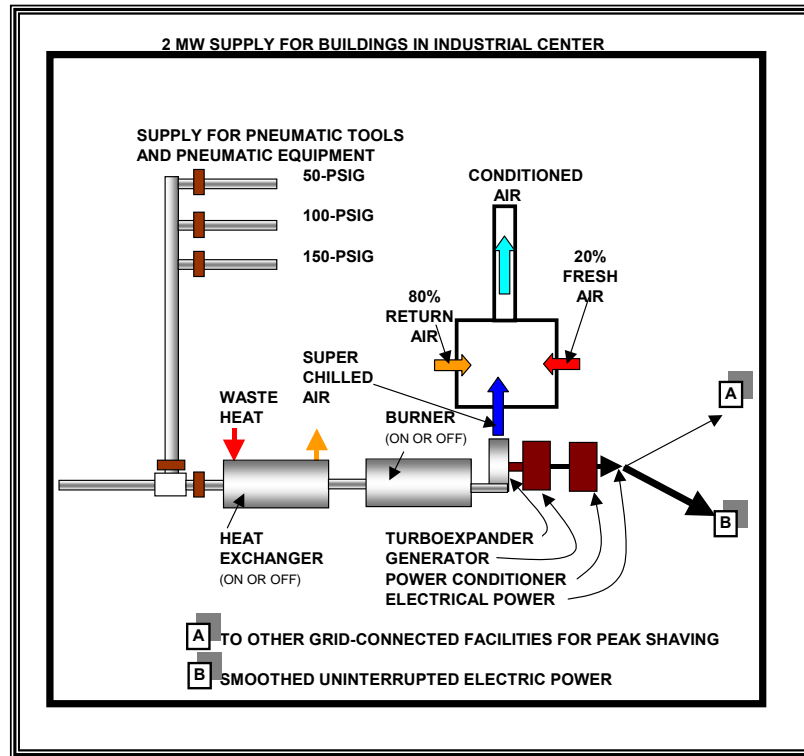 2 MW SUPPLY FOR BUILDINGS IN INDUSTRIAL CENTER
SUPPLY FOR PNEUMATIC TOOLS
AND PNEUMATIC EQUIPMENT
50-PSIG
100-PSIG
150-PSIG
CONDITIONED
AIR
20%
FRESH
AIR
80%
RETURN
AIR
SUPER
CHILLED
AIR
WASTE
HEAT
BURNER
(ON OR OFF)
A
B
HEAT
EXCHANGER
(ON OR OFF)
TURBOEXPANDER
GENERATOR
POWER CONDITIONER
ELECTRICAL POWER
A TO OTHER GRID-CONNECTED FACILITIES FOR PEAK SHAVING
B SMOOTHED UNINTERRUPTED ELECTRIC POWER